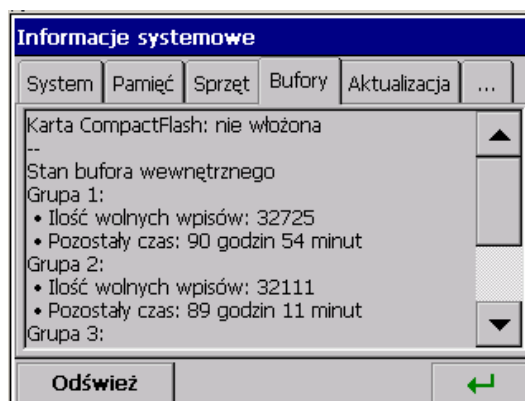 Informacje systemowe
System Pamięć Sprzęt Bufory Aktualizacja ...
Karta CompactFlash: nie włożona
--
Stan bufora wewnętrznego
Grupa 1:
• Ilość wolnych wpisów: 32725
• Pozostały czas: 90 godzin 54 minut
Grupa 2:
• Ilość wolnych wpisów: 32111
• Pozostały czas: 89 godzin 11 minut
Grupa 3:
Odśwież